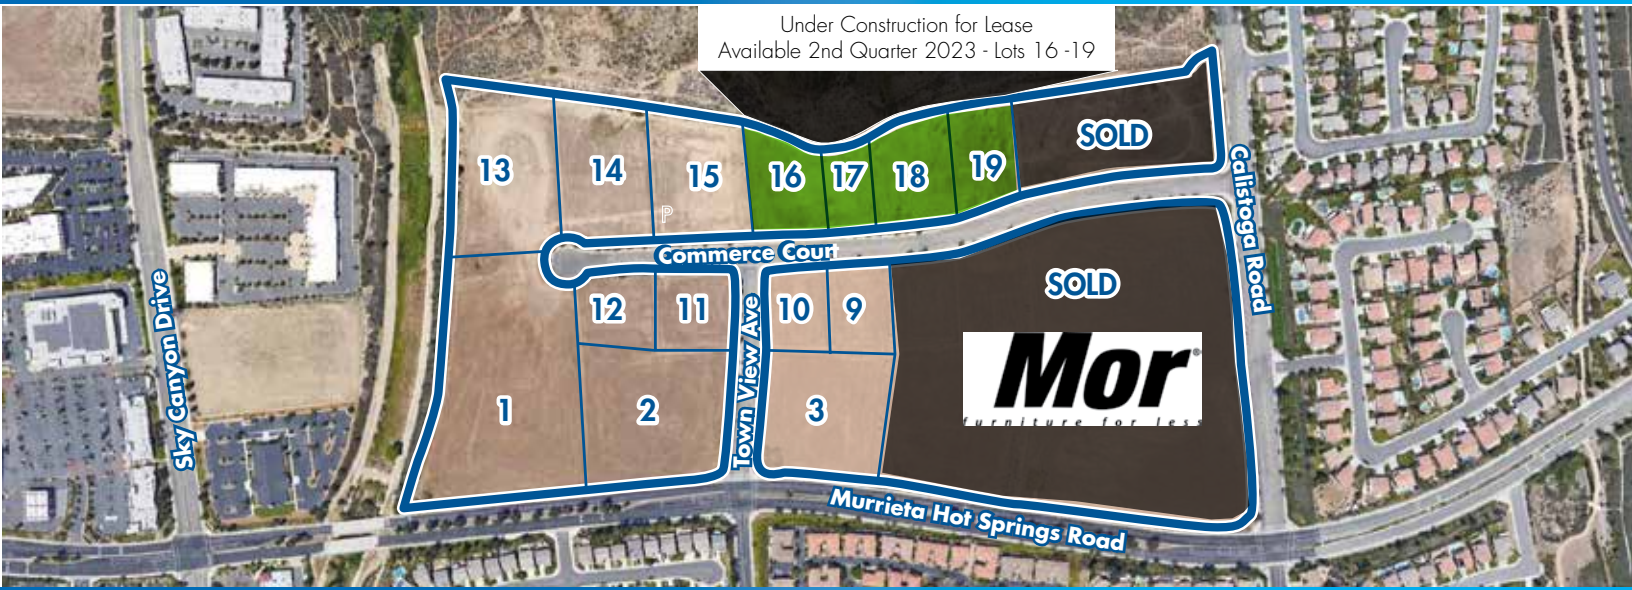 Under Construction for Lease
Available 2nd Quarter 2023 - Lots 16 -19
SOLD
13
14
15
16
17
18
19
P
Commerce Court
Calistoga Road
Sky Canyon Drive
12
11
10
9
SOLD
Town View Ave
1
2
3
Mor®
furniture for less
Murrieta Hot Springs Road